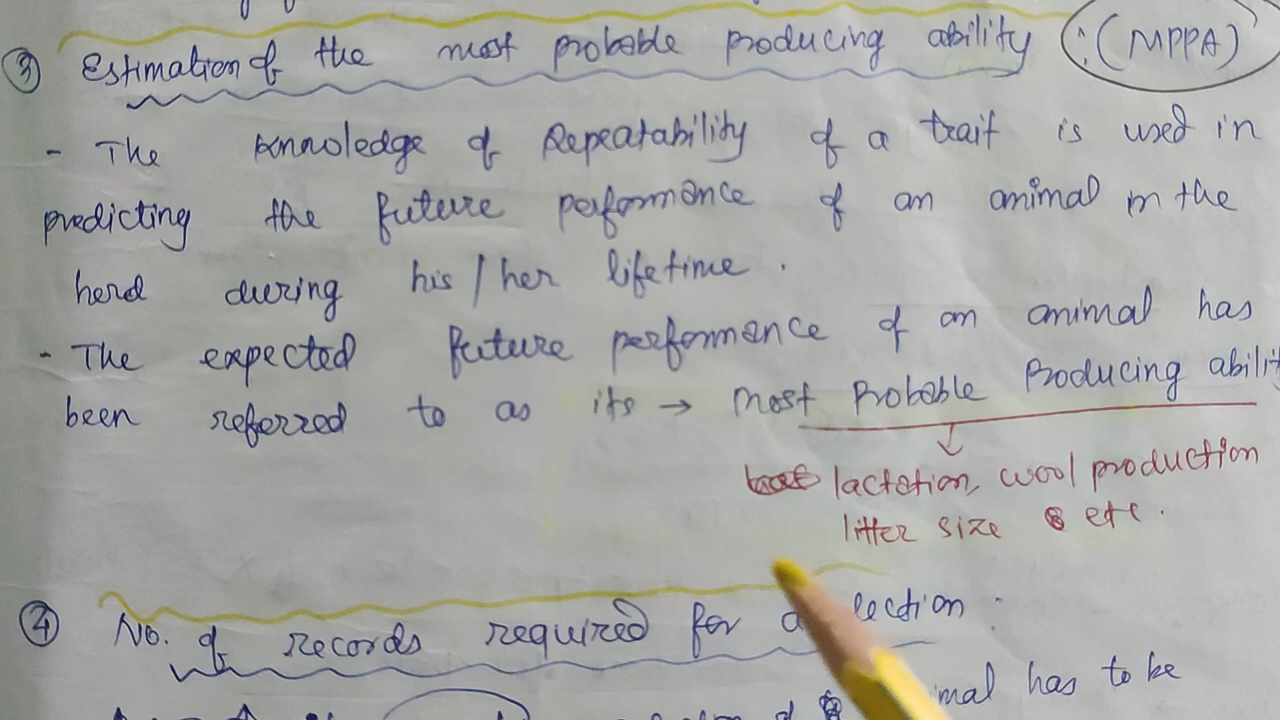 ③ Estimation of the most probable producing ability : (MPPA)
- The knowledge of Repeatability of a trait is used in
predicting the future performance of an animal in the
herd during his / her lifetime .
- The expected future performance of an animal has
been referred to as its → most Probable Producing abilit
↓
lactation, wool production
litter size etc .
④ No. of records required for a lection :
mal has to be